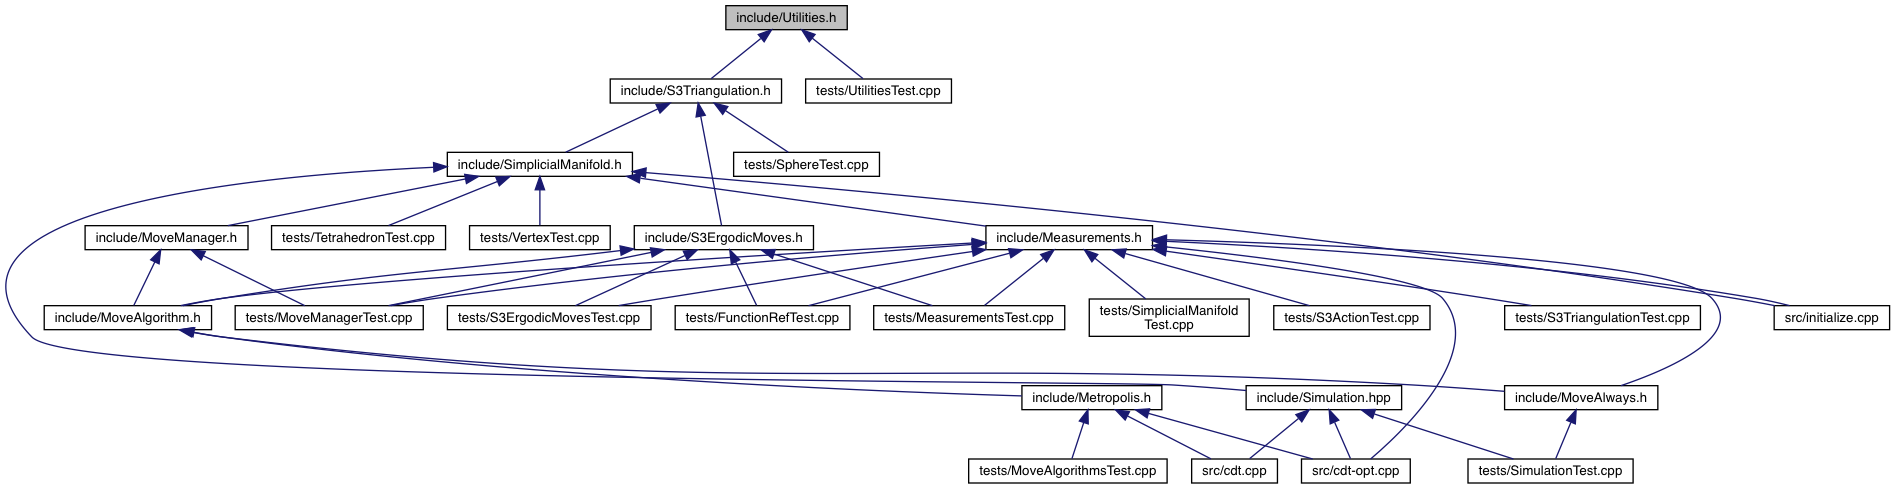 include/Utilities.h
include/S3Triangulation.h
tests/UtilitiesTest.cpp
include/SimplicialManifold.h
tests/SphereTest.cpp
include/MoveManager.h
tests/TetrahedronTest.cpp
tests/VertexTest.cpp
include/S3ErgodicMoves.h
include/Measurements.h
include/MoveAlgorithm.h
tests/MoveManagerTest.cpp
tests/S3ErgodicMovesTest.cpp
tests/FunctionRefTest.cpp
tests/MeasurementsTest.cpp
tests/SimplicialManifold
Test.cpp
tests/S3ActionTest.cpp
tests/S3TriangulationTest.cpp
src/initialize.cpp
include/Metropolis.h
include/Simulation.hpp
include/MoveAlways.h
tests/MoveAlgorithmsTest.cpp
src/cdt.cpp
src/cdt-opt.cpp
tests/SimulationTest.cpp